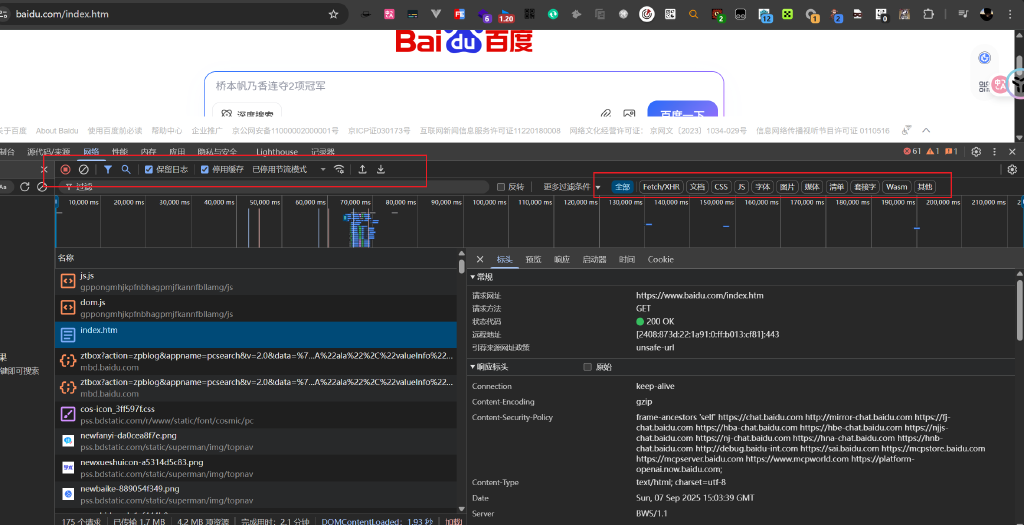 baidu.com/index.htm
6
1.20
2
12
1
2
0
Bai du 百度
桥本帆乃香连夺2项冠军
深度搜索
百度一下
关于百度 About Baidu 使用百度前必读 帮助中心 企业推广 京公网安备11000002000001号 京ICP证030173号 互联网新闻信息服务许可证11220180008 网络文化经营许可证: 京网文〔2023〕1034-029号 信息网络传播视听节目许可证 0110516
制台 源代码/来源 网络 性能 内存 应用 隐私与安全 Lighthouse 记录器 61 1 1
保留日志 停用缓存 已停用节流模式
Aa 过滤 反转 更多过滤条件 全部 Fetch/XHR 文档 CSS JS 字体 图片 媒体 清单 套接字 Wasm 其他
10,000 ms 20,000 ms 30,000 ms 40,000 ms 50,000 ms 60,000 ms 70,000 ms 80,000 ms 90,000 ms 100,000 ms 110,000 ms 120,000 ms 130,000 ms 140,000 ms 150,000 ms 160,000 ms 170,000 ms 180,000 ms 190,000 ms 200,000 ms 210,000 ms
名称
js.js
gppongmhjkpfnbhagpmjfkannfbllamg/js
dom.js
gppongmhjkpfnbhagpmjfkannfbllamg/js
index.htm
ztbox?action=zpblog&appname=pcsearch&v=2.0&data=%7...A%22ala%22%2C%22valueInfo%22...
mbd.baidu.com
ztbox?action=zpblog&appname=pcsearch&v=2.0&data=%7...A%22ala%22%2C%22valueInfo%22...
mbd.baidu.com
cos-icon_3ff597f.css
pss.bdstatic.com/r/www/static/font/cosmic/pc
newfanyi-da0cea8f7e.png
pss.bdstatic.com/static/superman/img/topnav
newxueshuicon-a5314d5c83.png
pss.bdstatic.com/static/superman/img/topnav
newbaike-889054f349.png
pss.bdstatic.com/static/superman/img/topnav
175 个请求 已传输 1.7 MB 4.2 MB 项资源 完成用时: 2.1 分钟 DOMContentLoaded: 1.93 秒 加载
果
键即可搜索
标头 预览 响应 启动器 时间 Cookie
常规
请求网址 https://www.baidu.com/index.htm
请求方法 GET
状态代码 200 OK
远程地址 [2408:873d:22:1a91:0:ff:b013:cf81]:443
引荐来源网址政策 unsafe-url
响应标头 原始
Connection keep-alive
Content-Encoding gzip
Content-Security-Policy frame-ancestors 'self' https://chat.baidu.com http://mirror-chat.baidu.com https://fj-
chat.baidu.com https://hba-chat.baidu.com https://hbe-chat.baidu.com https://njjs-
chat.baidu.com https://nj-chat.baidu.com https://hna-chat.baidu.com https://hnb-
chat.baidu.com http://debug.baidu-int.com https://sai.baidu.com https://mcpstore.baidu.com
https://mcpserver.baidu.com https://www.mcpworld.com https://platform-
openai.now.baidu.com;
Content-Type text/html; charset=utf-8
Date Sun, 07 Sep 2025 15:03:39 GMT
Server BWS/1.1